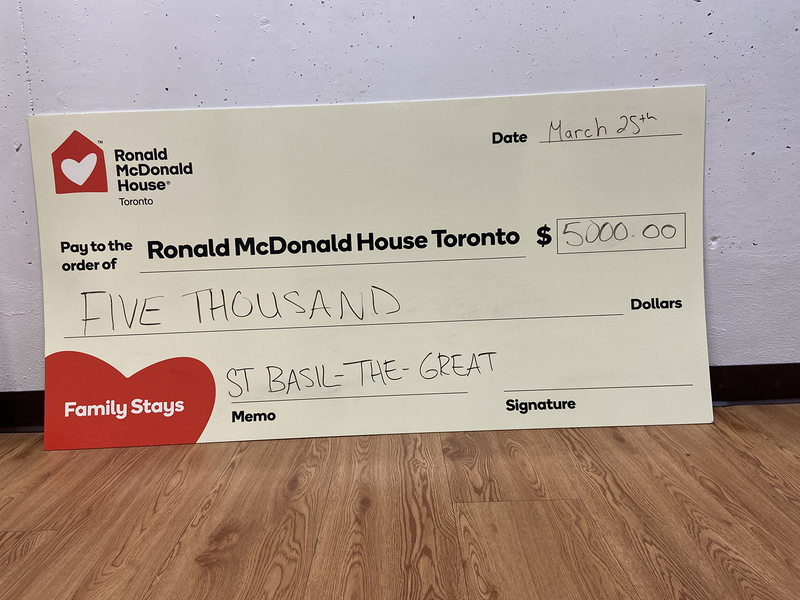 Ronald
McDonald
House®
Toronto
Date March 25th
Pay to the
order of
Ronald McDonald House Toronto $ 5000.00
FIVE THOUSAND Dollars
Family Stays
ST BASIL-THE-GREAT
Memo
Signature